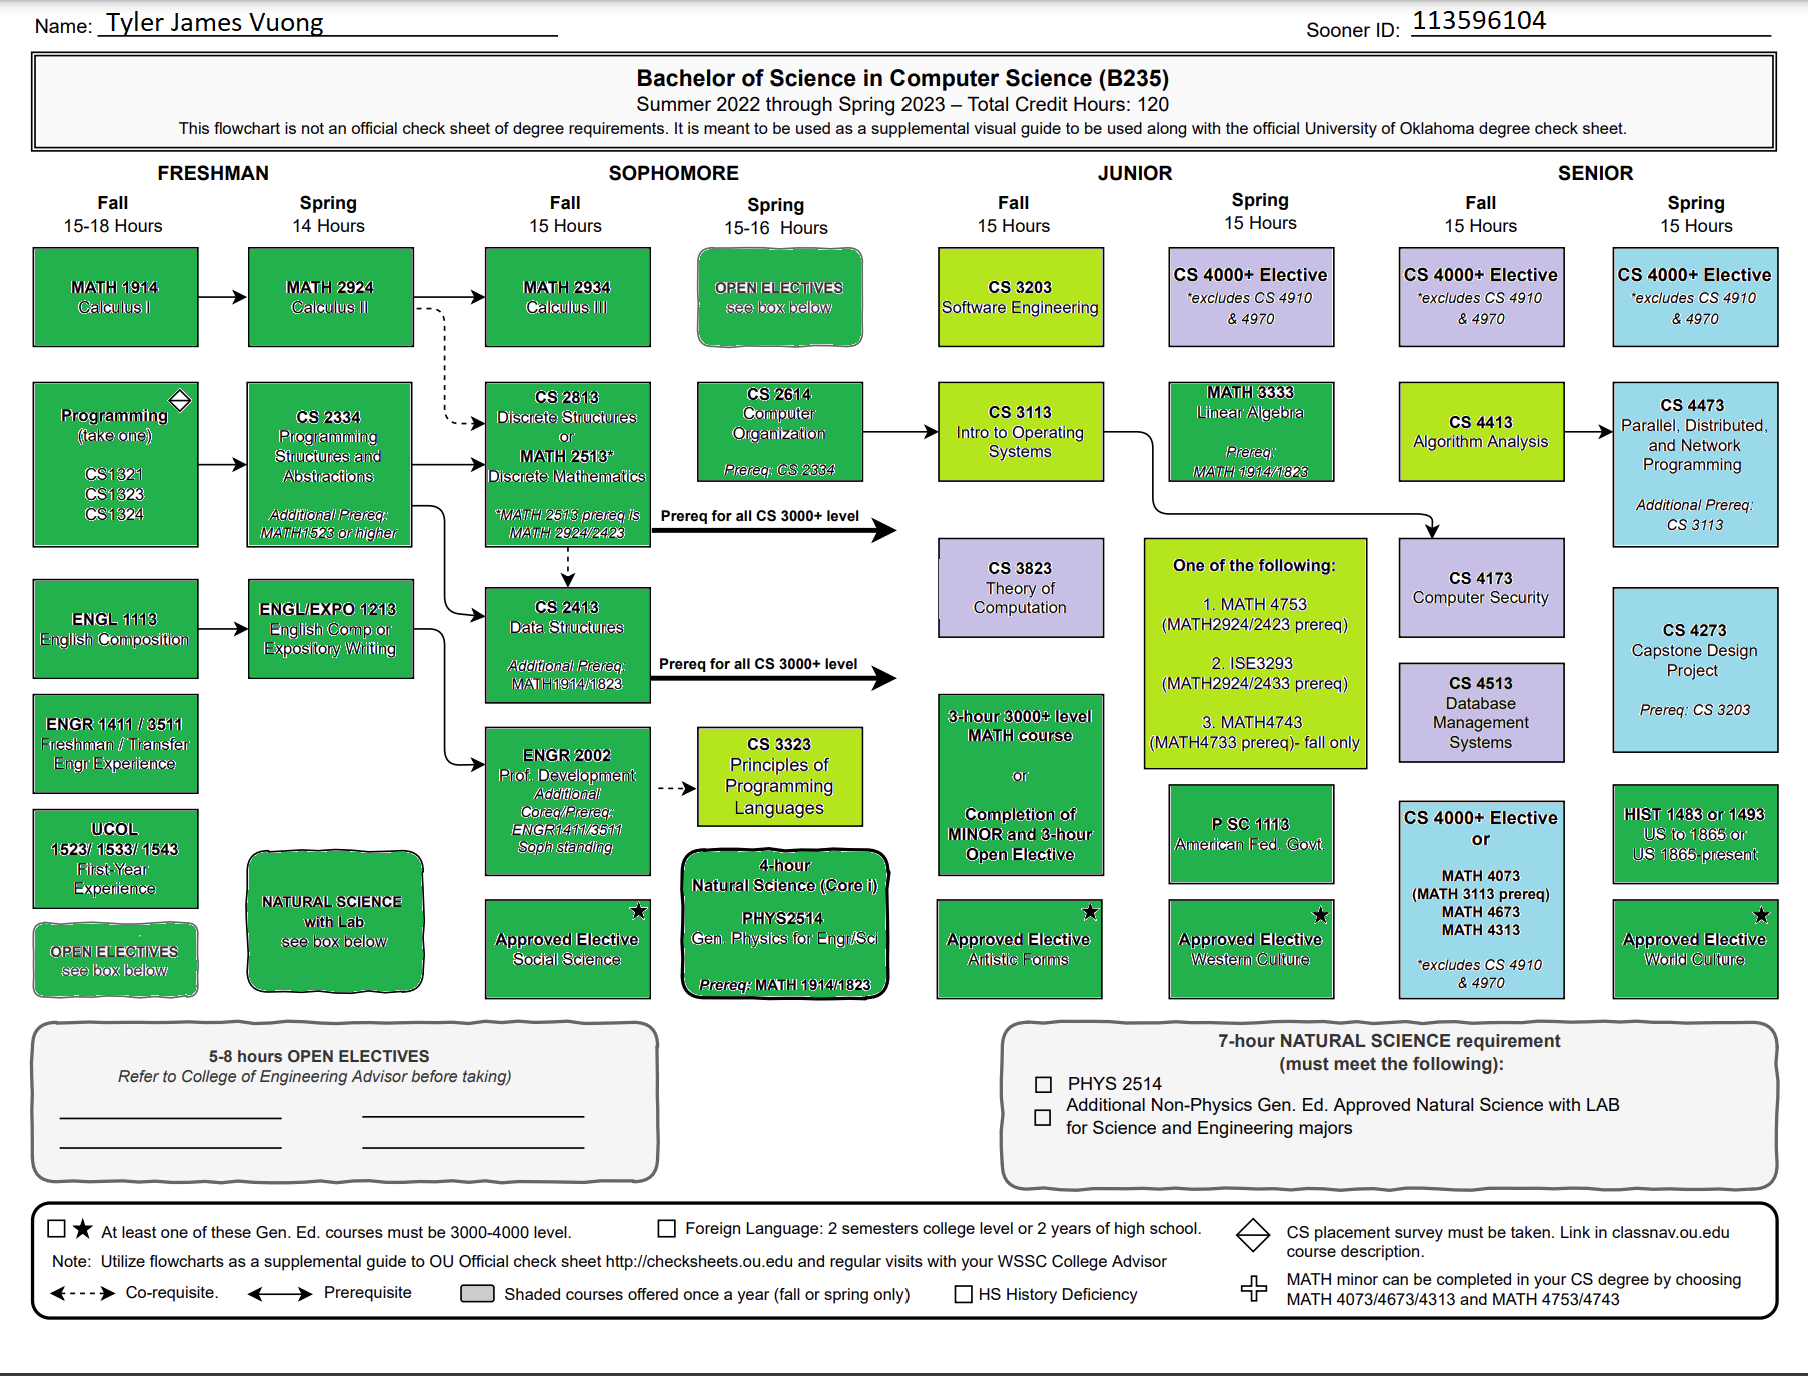 Name: Tyler James Vuong
Sooner ID: 113596104
Bachelor of Science in Computer Science (B235)
Summer 2022 through Spring 2023 – Total Credit Hours: 120
This flowchart is not an official check sheet of degree requirements. It is meant to be used as a supplemental visual guide to be used along with the official University of Oklahoma degree check sheet.
FRESHMAN
SOPHOMORE
JUNIOR
SENIOR
Fall
15-18 Hours
Spring
14 Hours
Fall
15 Hours
Spring
15-16 Hours
Fall
15 Hours
Spring
15 Hours
Fall
15 Hours
Spring
15 Hours
MATH 1914
Calculus I
MATH 2924
Calculus II
MATH 2934
Calculus III
OPEN ELECTIVES
see box below
CS 3203
Software Engineering
CS 4000+ Elective
*excludes CS 4910
& 4970
CS 4000+ Elective
*excludes CS 4910
& 4970
CS 4000+ Elective
*excludes CS 4910
& 4970
Programming
(take one)
CS1321
CS1323
CS1324
CS 2334
Programming
Structures and
Abstractions
Additional Prereq:
MATH1523 or higher
CS 2813
Discrete Structures
or
MATH 2513*
Discrete Mathematics
*MATH 2513 prereq is
MATH 2924/2423
CS 2614
Computer
Organization
Prereq: CS 2334
Prereq for all CS 3000+ level
CS 3113
Intro to Operating
Systems
MATH 3333
Linear Algebra
Prereq:
MATH 1914/1823
CS 4413
Algorithm Analysis
CS 4473
Parallel, Distributed,
and Network
Programming
Additional Prereq:
CS 3113
ENGL 1113
English Composition
ENGL/EXPO 1213
English Comp or
Expository Writing
CS 2413
Data Structures
Additional Prereq:
MATH1914/1823
Prereq for all CS 3000+ level
CS 3823
Theory of
Computation
One of the following:
1. MATH 4753
(MATH2924/2423 prereq)
2. ISE3293
(MATH2924/2433 prereq)
3. MATH4743
(MATH4733 prereq)- fall only
CS 4173
Computer Security
CS 4273
Capstone Design
Project
Prereq: CS 3203
ENGR 1411 / 3511
Freshman / Transfer
Engr Experience
ENGR 2002
Prof. Development
Additional
Coreq/Prereq:
ENGR1411/3511
Soph standing
CS 3323
Principles of
Programming
Languages
3-hour 3000+ level
MATH course
or
Completion of
MINOR and 3-hour
Open Elective
CS 4513
Database
Management
Systems
UCOL
1523/ 1533/ 1543
First-Year
Experience
NATURAL SCIENCE
with Lab
see box below
4-hour
Natural Science (Core i)
PHYS2514
Gen. Physics for Engr/Sci
Prereq: MATH 1914/1823
P SC 1113
American Fed. Govt.
CS 4000+ Elective
or
MATH 4073
(MATH 3113 prereq)
MATH 4673
MATH 4313
*excludes CS 4910
& 4970
HIST 1483 or 1493
US to 1865 or
US 1865-present
OPEN ELECTIVES
see box below
Approved Elective
Social Science
Approved Elective
Artistic Forms
Approved Elective
Western Culture
Approved Elective
World Culture
5-8 hours OPEN ELECTIVES
Refer to College of Engineering Advisor before taking)
7-hour NATURAL SCIENCE requirement
(must meet the following):
PHYS 2514
Additional Non-Physics Gen. Ed. Approved Natural Science with LAB
for Science and Engineering majors
At least one of these Gen. Ed. courses must be 3000-4000 level.
Foreign Language: 2 semesters college level or 2 years of high school.
CS placement survey must be taken. Link in classnav.ou.edu
course description.
Note: Utilize flowcharts as a supplemental guide to OU Official check sheet http://checksheets.ou.edu and regular visits with your WSSC College Advisor
Co-requisite.
Prerequisite
Shaded courses offered once a year (fall or spring only)
HS History Deficiency
MATH minor can be completed in your CS degree by choosing
MATH 4073/4673/4313 and MATH 4753/4743